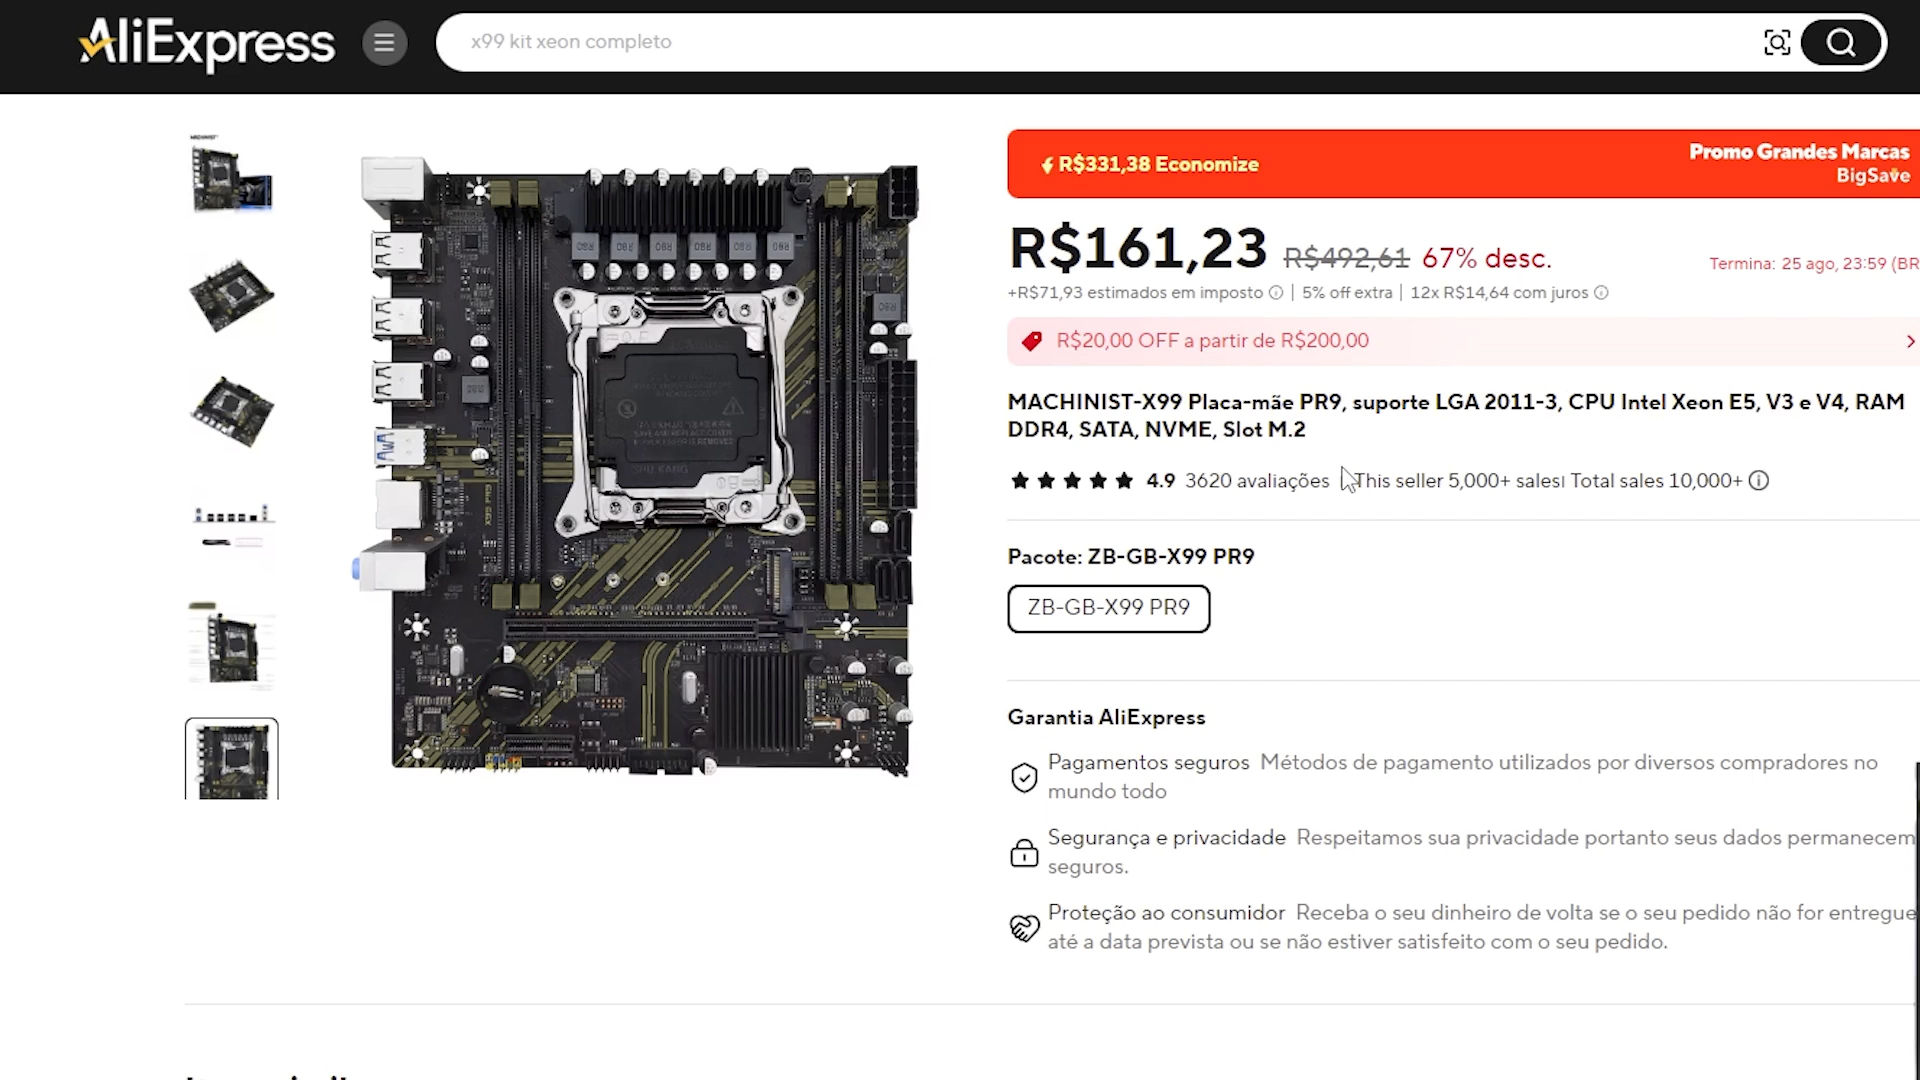 AliExpress
x99 kit xeon completo
R$331,38 Economize
Promo Grandes Marcas
BigSave
R$161,23 R$492,61 67% desc.
Termina: 25 ago, 23:59 (BR
+R$71,93 estimados em imposto | 5% off extra | 12x R$14,64 com juros
R$20,00 OFF a partir de R$200,00
MACHINIST-X99 Placa-mãe PR9, suporte LGA 2011-3, CPU Intel Xeon E5, V3 e V4, RAM
DDR4, SATA, NVME, Slot M.2
4.9 3620 avaliações This seller 5,000+ sales| Total sales 10,000+
Pacote: ZB-GB-X99 PR9
ZB-GB-X99 PR9
Garantia AliExpress
Pagamentos seguros Métodos de pagamento utilizados por diversos compradores no
mundo todo
Segurança e privacidade Respeitamos sua privacidade portanto seus dados permanecem
seguros.
Proteção ao consumidor Receba o seu dinheiro de volta se o seu pedido não for entregue
até a data prevista ou se não estiver satisfeito com o seu pedido.